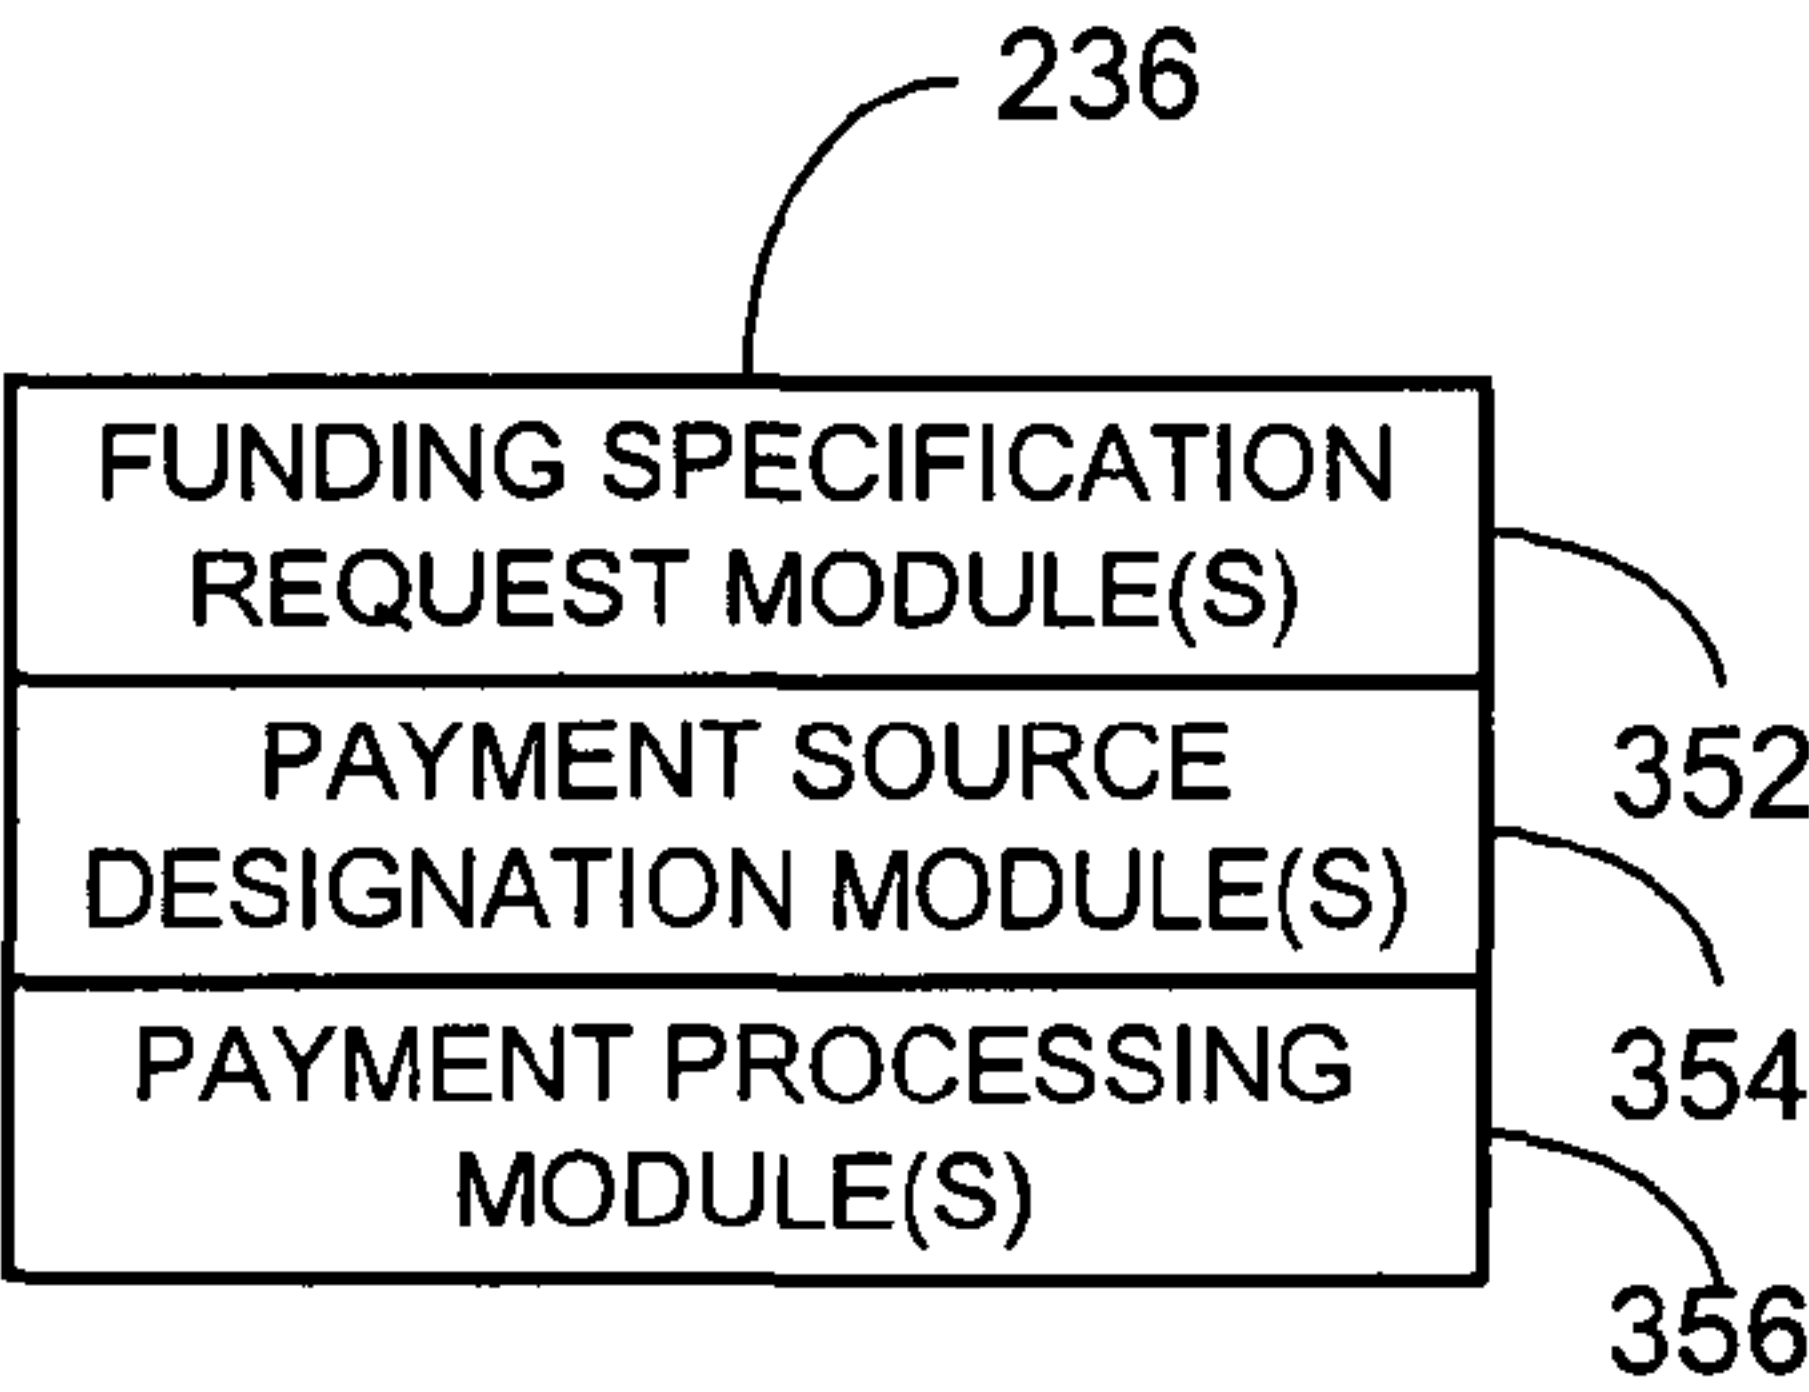 236
FUNDING SPECIFICATION
REQUEST MODULE(S)
352
PAYMENT SOURCE
DESIGNATION MODULE(S)
354
PAYMENT PROCESSING
MODULE(S)
356